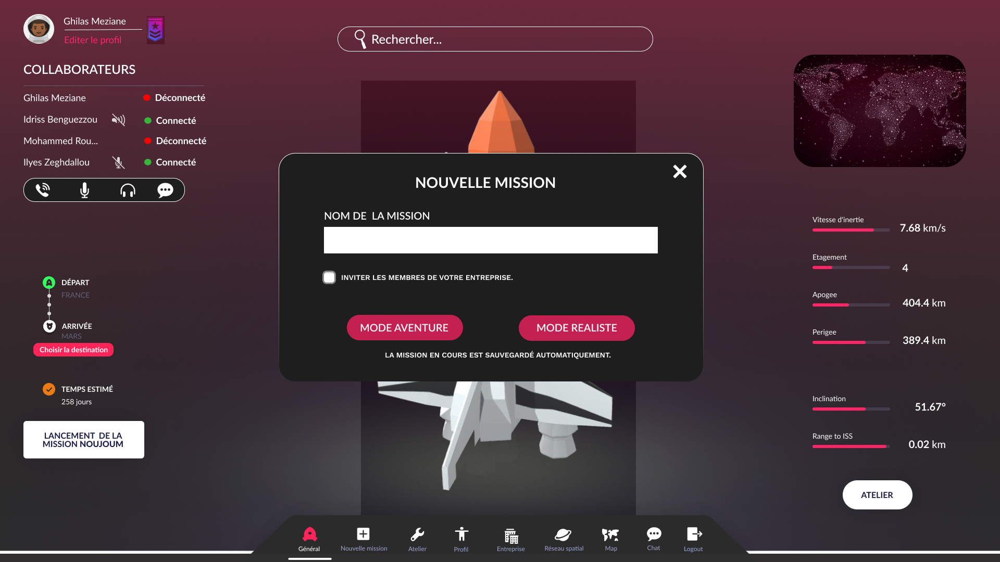 Ghilas Meziane
Editer le profil
Rechercher...
COLLABORATEURS
Ghilas Meziane Déconnecté
Idriss Benguezzou Connecté
Mohammed Rou... Déconnecté
Ilyes Zeghdallou Connecté
NOUVELLE MISSION
NOM DE LA MISSION
INVITER LES MEMBRES DE VOTRE ENTREPRISE.
MODE AVENTURE
MODE REALISTE
LA MISSION EN COURS EST SAUVEGARDÉ AUTOMATIQUEMENT.
DÉPART
FRANCE
ARRIVÉE
MARS
Choisir la destination
TEMPS ESTIMÉ
258 jours
LANCEMENT DE LA
MISSION NOUJOUM
Vitesse d'inertie
7.68 km/s
Etagement
4
Apogee
404.4 km
Perigee
389.4 km
Inclination
51.67°
Range to ISS
0.02 km
ATELIER
Général
Nouvelle mission
Atelier
Profil
Entreprise
Réseau spatial
Map
Chat
Logout